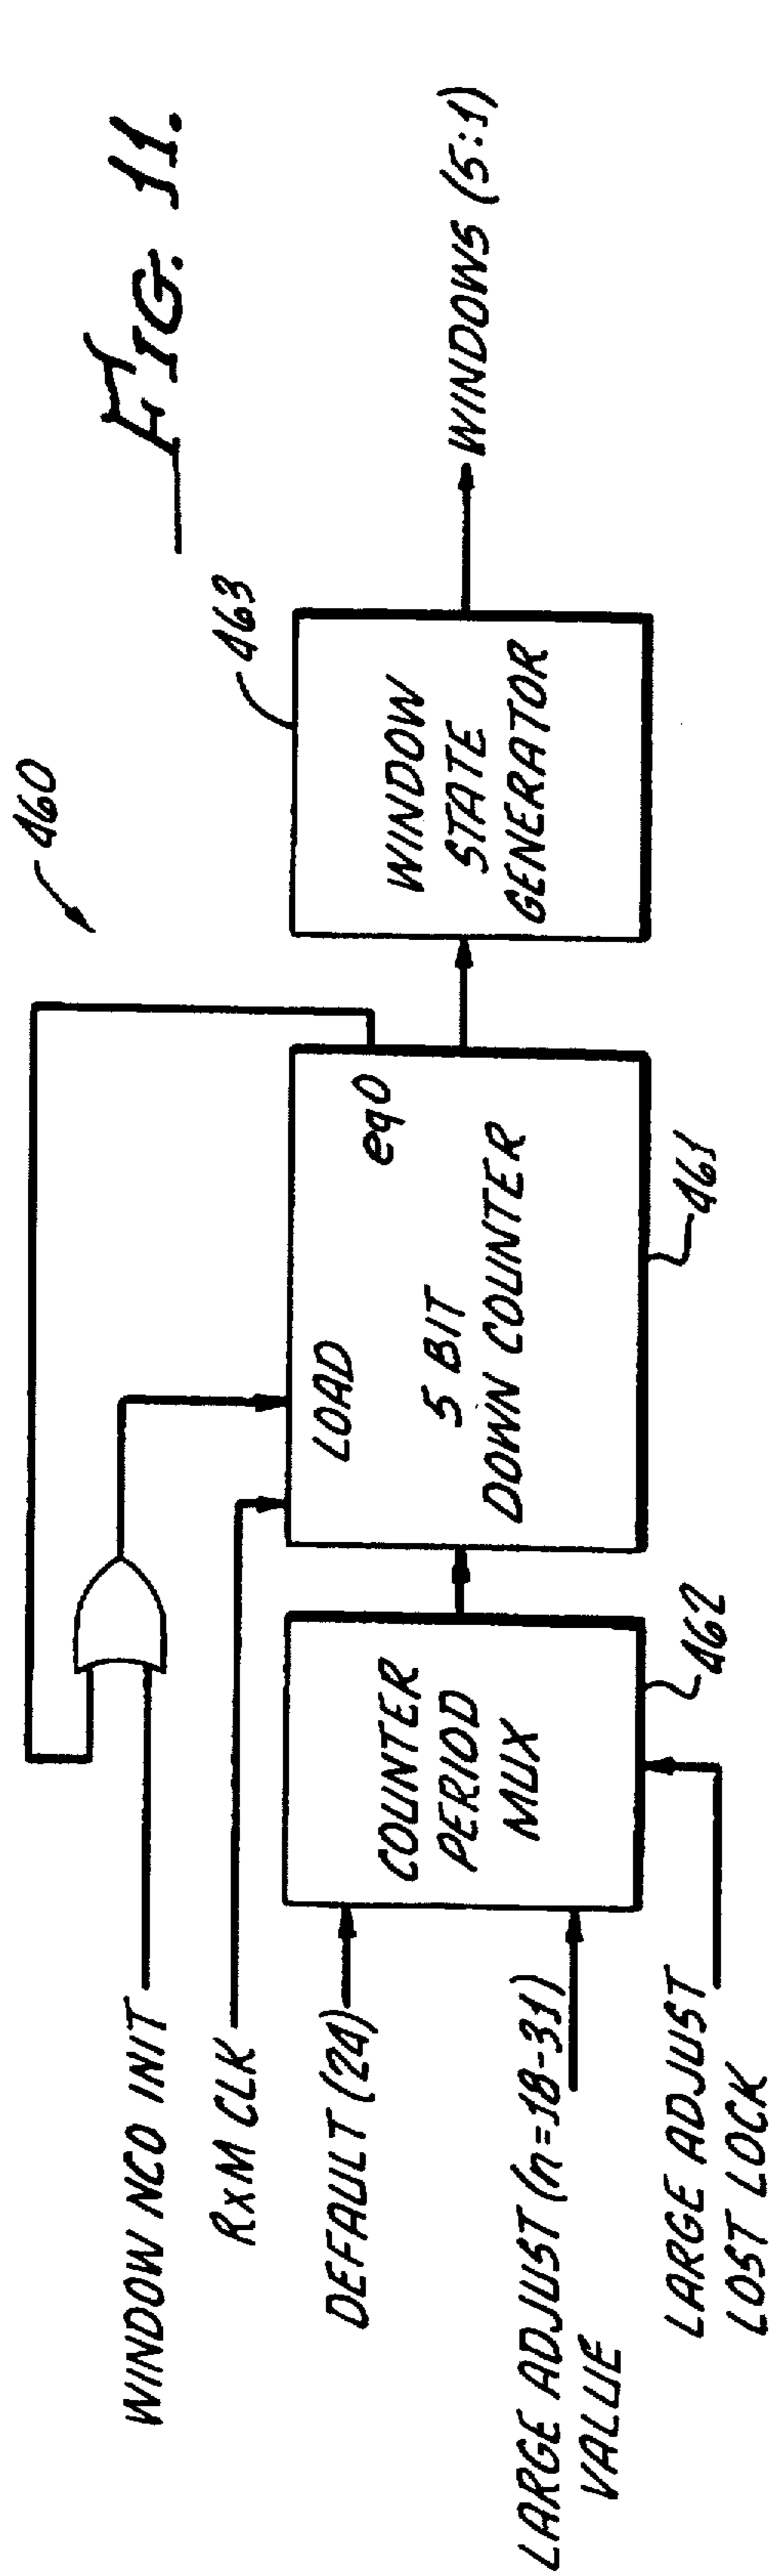 FIG. 11.
460
WINDOW NCO INIT
RxM CLK
DEFAULT (24)
LARGE ADJUST (n=18-31)
VALUE
LARGE ADJUST
LOST LOCK
COUNTER
PERIOD
MUX
462
LOAD
eq0
5 BIT
DOWN COUNTER
461
WINDOW
STATE
GENERATOR
463
WINDOWS (5:1)